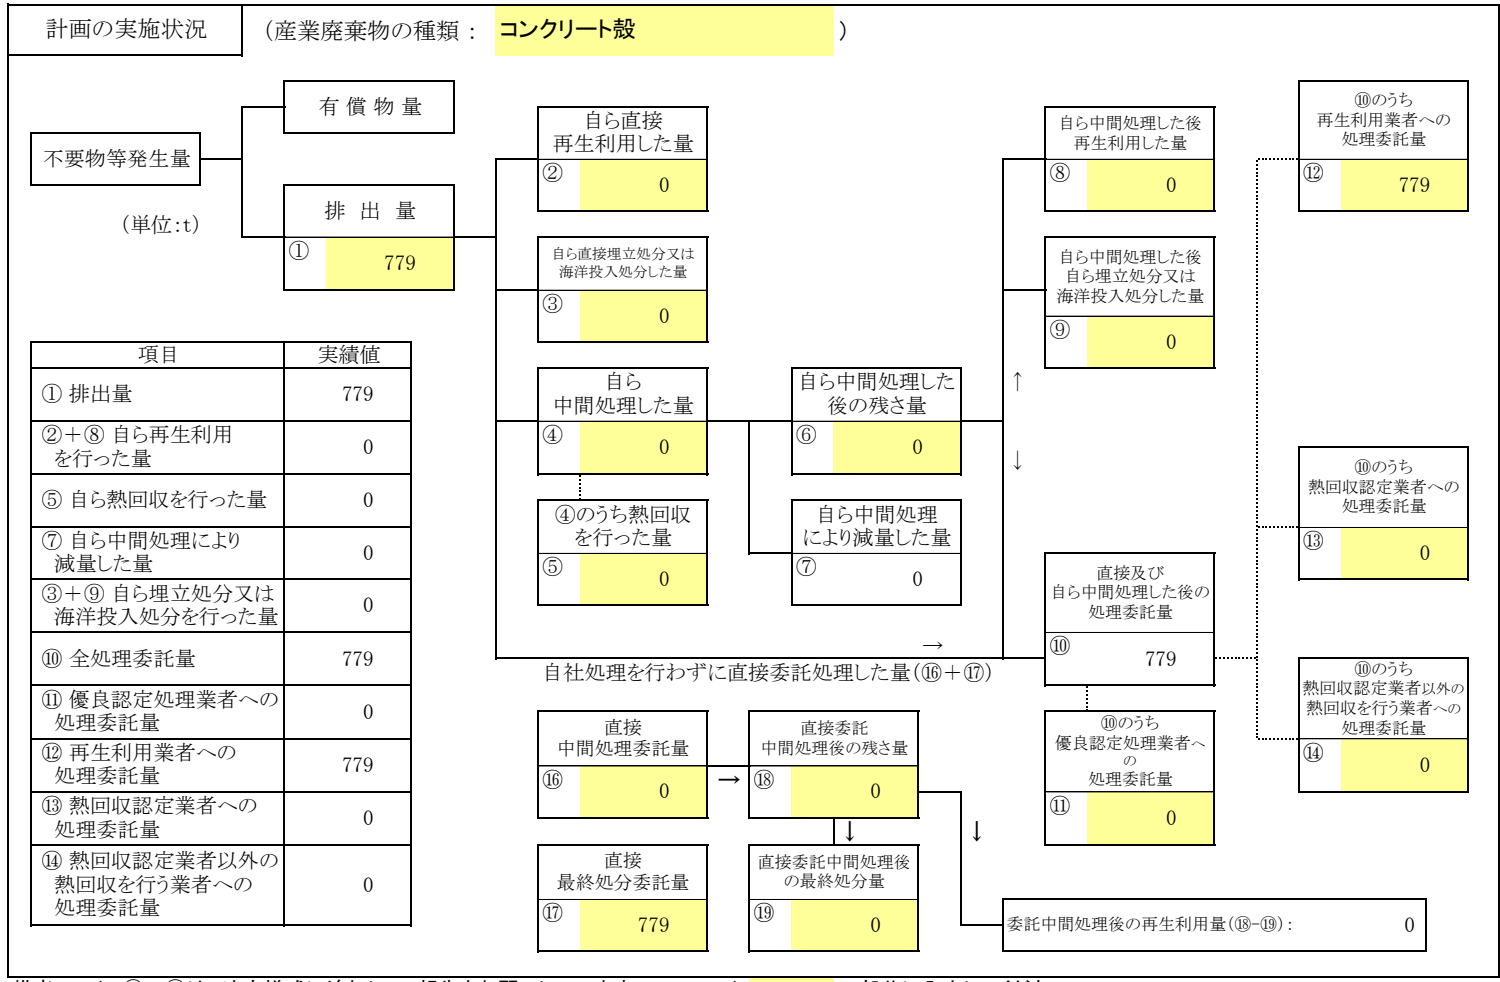 計画の実施状況
（産業廃棄物の種類： コンクリート殻 ）
不要物等発生量
（単位:t）
有 償 物 量
排 出 量
① 779
自ら直接
再生利用した量
② 0
自ら直接埋立処分又は
海洋投入処分した量
③ 0
自ら
中間処理した量
④ 0
④のうち熱回収
を行った量
⑤ 0
自ら中間処理した
後の残さ量
⑥ 0
自ら中間処理
により減量した量
⑦ 0
自ら中間処理した後
再生利用した量
⑧ 0
自ら中間処理した後
自ら埋立処分又は
海洋投入処分した量
⑨ 0
↑
↓
直接及び
自ら中間処理した後の
処理委託量
⑩ 779
⑩のうち
優良認定処理業者へ
の
処理委託量
⑪ 0
⑩のうち
再生利用業者への
処理委託量
⑫ 779
⑩のうち
熱回収認定業者への
処理委託量
⑬ 0
⑩のうち
熱回収認定業者以外の
熱回収を行う業者への
処理委託量
⑭ 0
→
自社処理を行わずに直接委託処理した量(⑯＋⑰)
直接
中間処理委託量
⑯ 0
→
直接委託
中間処理後の残さ量
⑱ 0
↓
↓
直接
最終処分委託量
⑰ 779
直接委託中間処理後
の最終処分量
⑲ 0
委託中間処理後の再生利用量(⑱-⑲)： 0
項目 実績値
① 排出量 779
②＋⑧ 自ら再生利用
を行った量 0
⑤ 自ら熱回収を行った量 0
⑦ 自ら中間処理により
減量した量 0
③＋⑨ 自ら埋立処分又は
海洋投入処分を行った量 0
⑩ 全処理委託量 779
⑪ 優良認定処理業者への
処理委託量 0
⑫ 再生利用業者への
処理委託量 779
⑬ 熱回収認定業者への
処理委託量 0
⑭ 熱回収認定業者以外の
熱回収を行う業者への
処理委託量 0